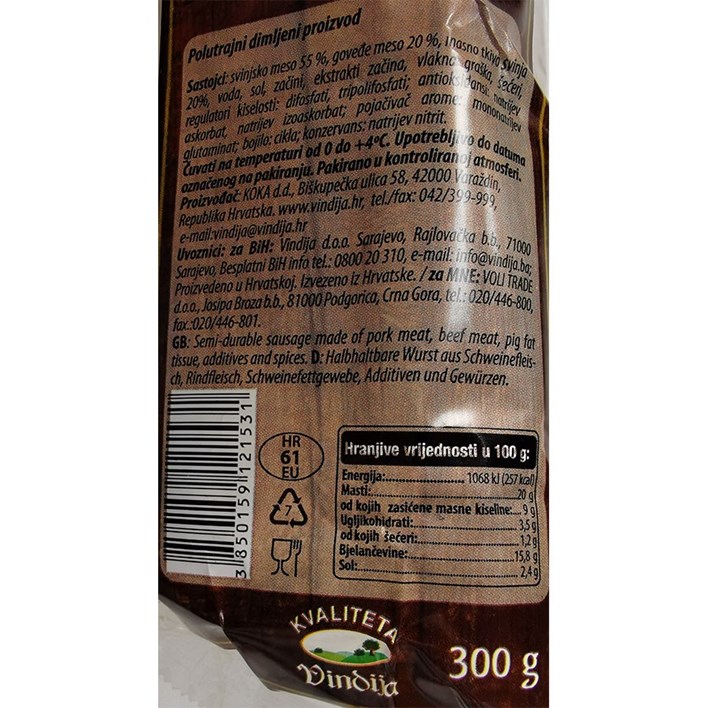 Polutrajni dimljeni proizvod
Sastojci: svinjsko meso 55 %, goveđe meso 20 %, masno tkivo svinja
20%, voda, sol, začini, ekstrakti začina, vlakna graška, šećeri,
regulatori kiselosti: difosfati, tripolifosfati; antioksidansi: natrijev
askorbat, natrijev izoaskorbat; pojačivač arome: mononatrijev
glutaminat; bojilo: cikla; konzervans: natrijev nitrit.
Čuvati na temperaturi od 0 do +4ºC. Upotrebljivo do datuma
označenog na pakiranju. Pakirano u kontroliranoj atmosferi.
Proizvođač: KOKA d.d., Biškupečka ulica 58, 42000 Varaždin,
Republika Hrvatska. www.vindija.hr, tel./fax: 042/399-999,
e-mail:vindija@vindija.hr
Uvoznici: za BiH: Vindija d.o.o. Sarajevo, Rajlovačka b.b., 71000
Sarajevo, Besplatni BiH info tel.: 0800 20 310, e-mail: info@vindija.ba;
Proizvedeno u Hrvatskoj. Izvezeno iz Hrvatske. / za MNE: VOLI TRADE
d.o.o., Josipa Broza b.b., 81000 Podgorica, Crna Gora, tel.: 020/446-800,
fax.:020/446-801.
GB: Semi-durable sausage made of pork meat, beef meat, pig fat
tissue, additives and spices. D: Halbhaltbare Wurst aus Schweinefleis-
ch, Rindfleisch, Schweinefettgewebe, Additiven und Gewürzen.
3 850159 121531
HR
61
EU
7
Hranjive vrijednosti u 100 g:
Energija:..................1068 kJ (257 kcal)
Masti:..................20 g
od kojih zasićene masne kiseline:...9 g
Ugljikohidrati:..................3,5 g
od kojih šećeri:..................1,2 g
Bjelančevine:..................15,8 g
Sol:..................2,4 g
KVALITETA
Vindija
300 g